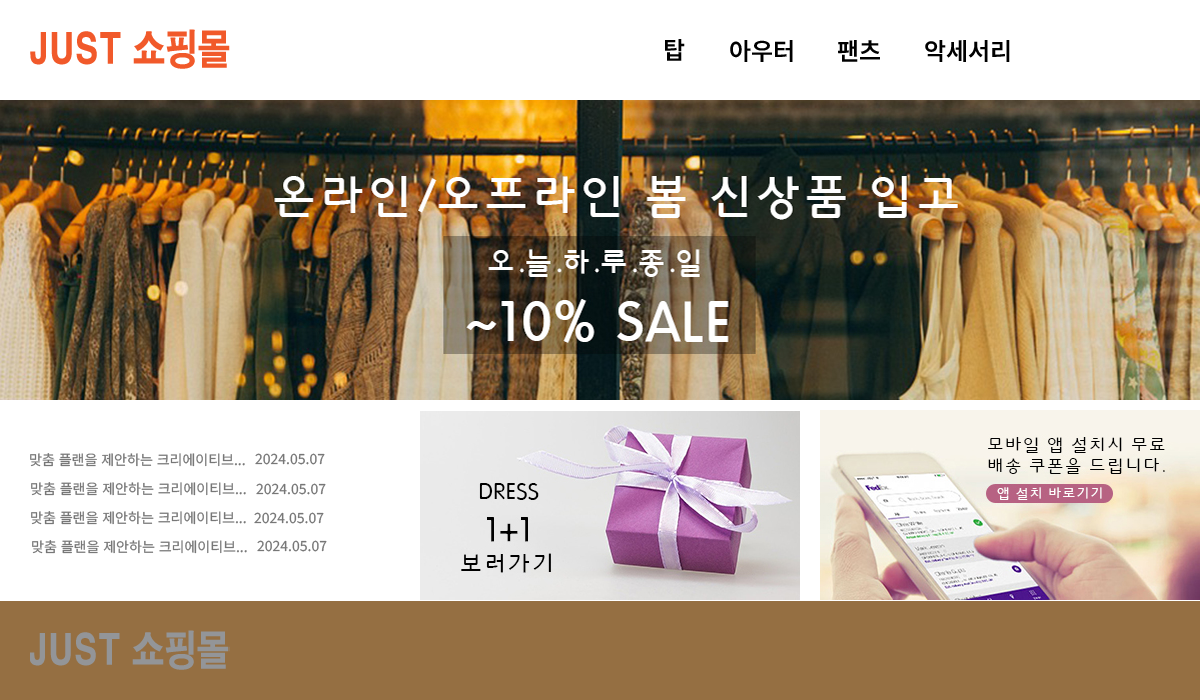 JUST 쇼핑몰
탑 아우터 팬츠 악세서리
온라인/오프라인 봄 신상품 입고
오.늘.하.루.종.일
~10% SALE
맞춤 플랜을 제안하는 크리에이티브... 2024.05.07
맞춤 플랜을 제안하는 크리에이티브... 2024.05.07
맞춤 플랜을 제안하는 크리에이티브... 2024.05.07
맞춤 플랜을 제안하는 크리에이티브... 2024.05.07
DRESS
1+1
보러가기
모바일 앱 설치시 무료
배송 쿠폰을 드립니다.
앱 설치 바로기기
FedEx
JUST 쇼핑몰